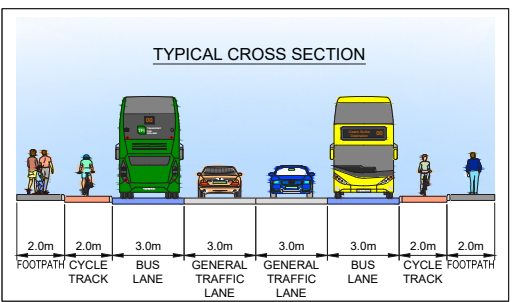 TYPICAL CROSS SECTION
2.0m 2.0m 3.0m 3.0m 3.0m 3.0m 2.0m 2.0m
FOOTPATH CYCLE BUS GENERAL GENERAL BUS CYCLE FOOTPATH
TRACK LANE TRAFFIC TRAFFIC LANE TRACK
LANE LANE